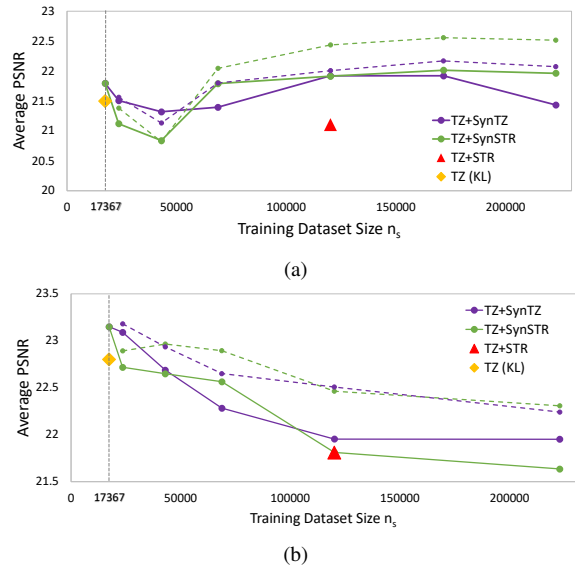 23
22.5
22
21.5
21
20.5
20
Average PSNR
TZ+SynTZ
TZ+SynSTR
TZ+STR
TZ (KL)
0 17367 50000 100000 150000 200000
Training Dataset Size ns
(a)
23.5
23
22.5
22
21.5
Average PSNR
TZ+SynTZ
TZ+SynSTR
TZ+STR
TZ (KL)
0 17367 50000 100000 150000 200000
Training Dataset Size ns
(b)